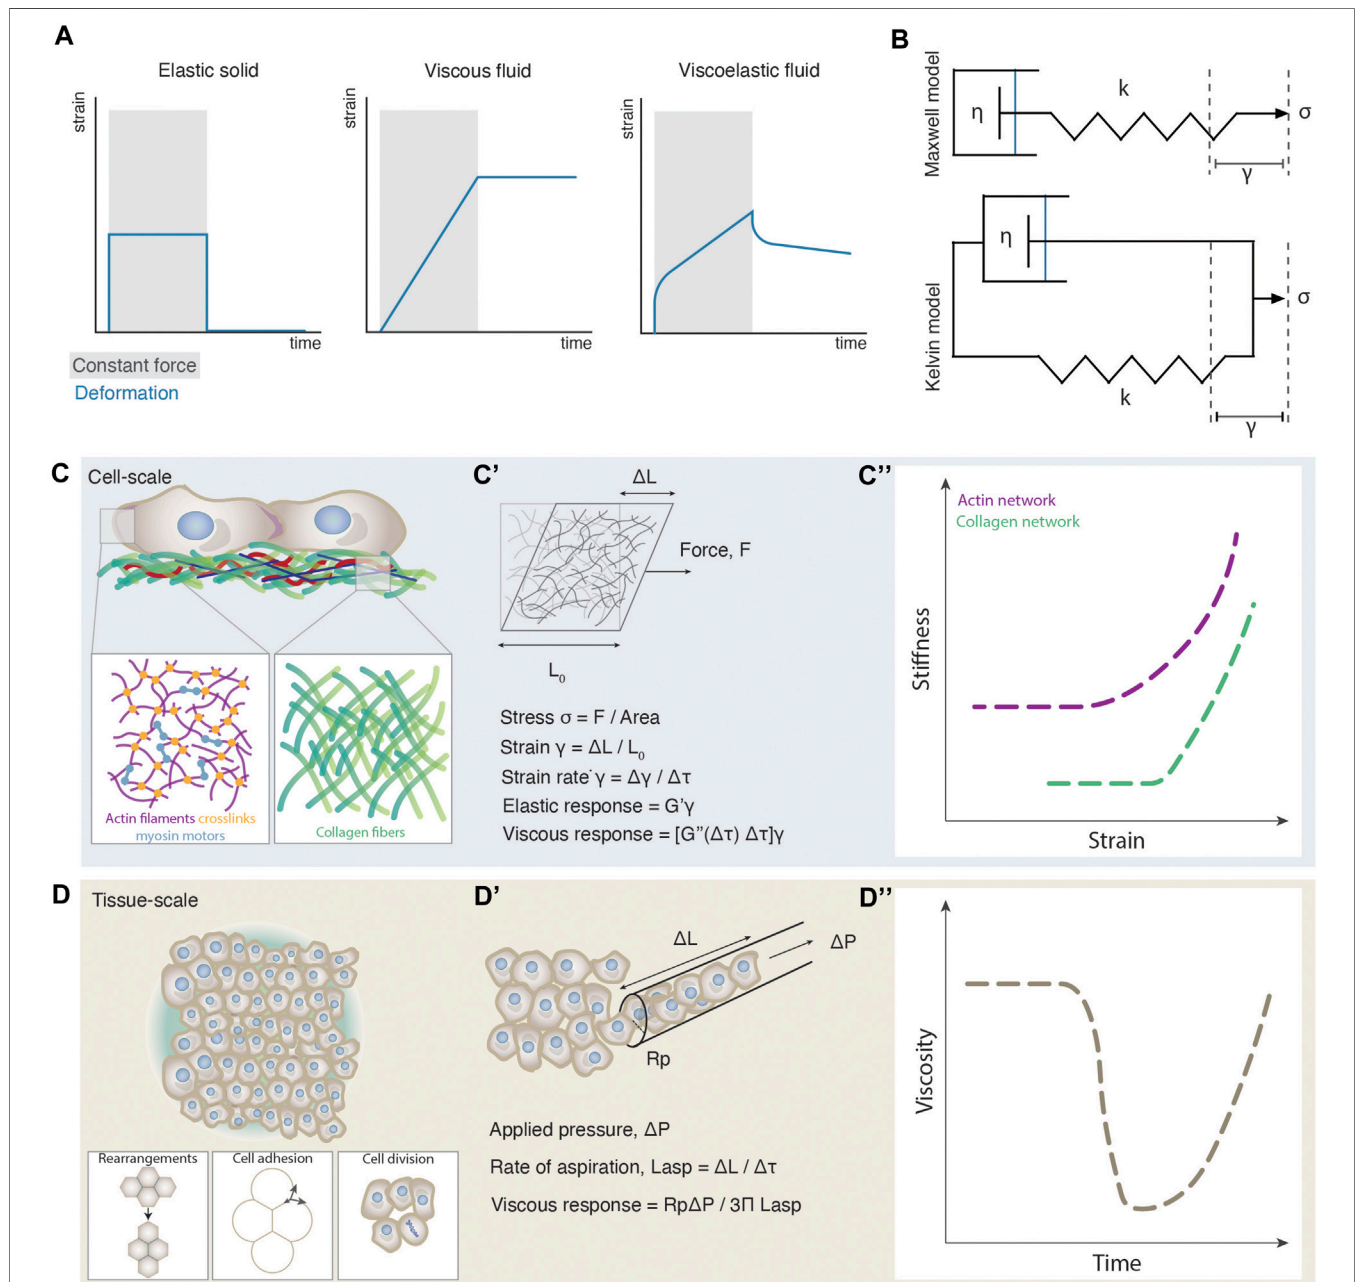 A
Elastic solid
strain
time
Viscous fluid
strain
time
Viscoelastic fluid
strain
time
Constant force
Deformation
B
Maxwell model
η
k
σ
γ
Kelvin model
η
k
σ
γ
C
Cell-scale
Actin filaments crosslinks
myosin motors
Collagen fibers
C’
ΔL
Force, F
L0
Stress σ = F / Area
Strain γ = ΔL / L0
Strain rate ˙γ = Δγ / Δτ
Elastic response = G’γ
Viscous response = [G”(Δτ) Δτ]γ
C’’
Actin network
Collagen network
Stiffness
Strain
D
Tissue-scale
Rearrangements
Cell adhesion
Cell division
D’
ΔL
ΔP
Rp
Applied pressure, ΔP
Rate of aspiration, Lasp = ΔL / Δτ
Viscous response = RpΔP / 3Π Lasp
D’’
Viscosity
Time